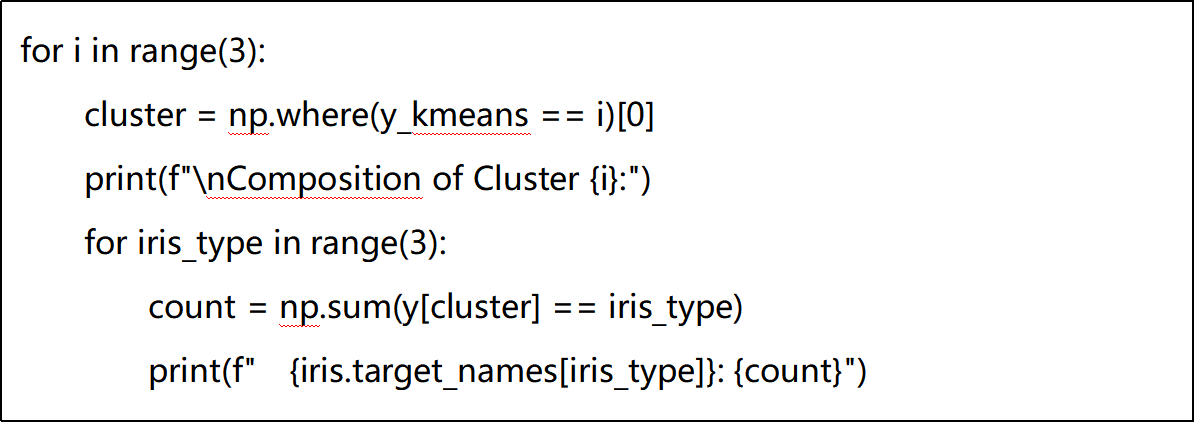 for i in range(3):
cluster = np.where(y_kmeans == i)[0]
print(f"\nComposition of Cluster {i}:")
for iris_type in range(3):
count = np.sum(y[cluster] == iris_type)
print(f"    {iris.target_names[iris_type]}: {count}")